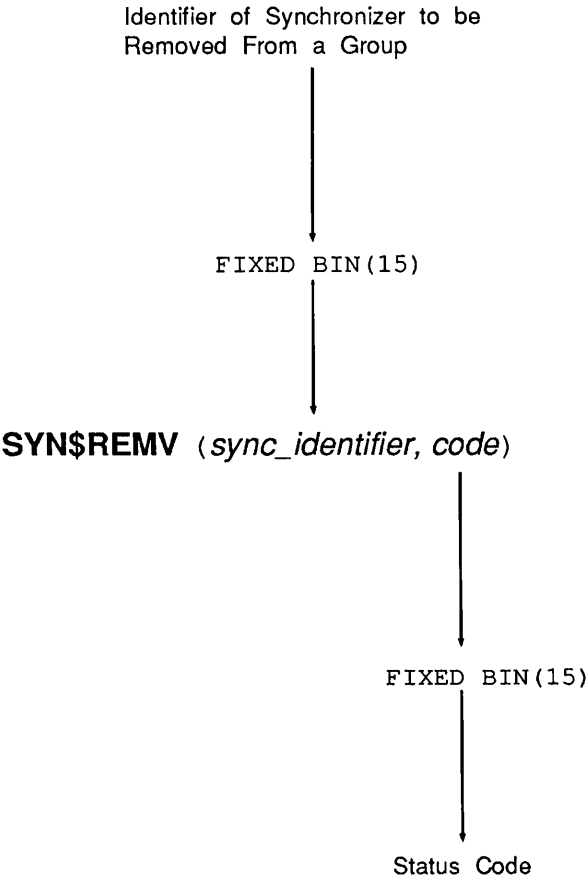 Identifier of Synchronizer to be
Removed From a Group
FIXED BIN(15)
SYN$REMV (sync_identifier, code)
FIXED BIN(15)
Status Code